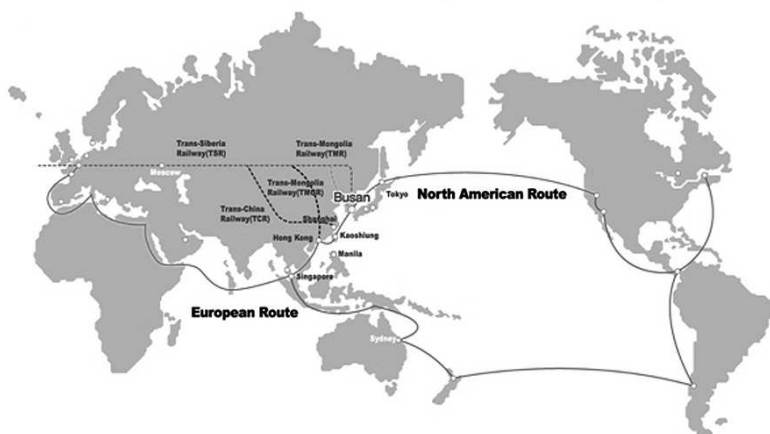 Trans-Siberia
Railway(TSR)
Trans-Mongolia
Railway(TMR)
Moscow
Trans-Mongolia
Railway(TMGR)
Busan
Tokyo
North American Route
Trans-China
Railway(TCR)
Shanghai
Hong Kong
Kaoshiung
Manila
Singapore
European Route
Sydney